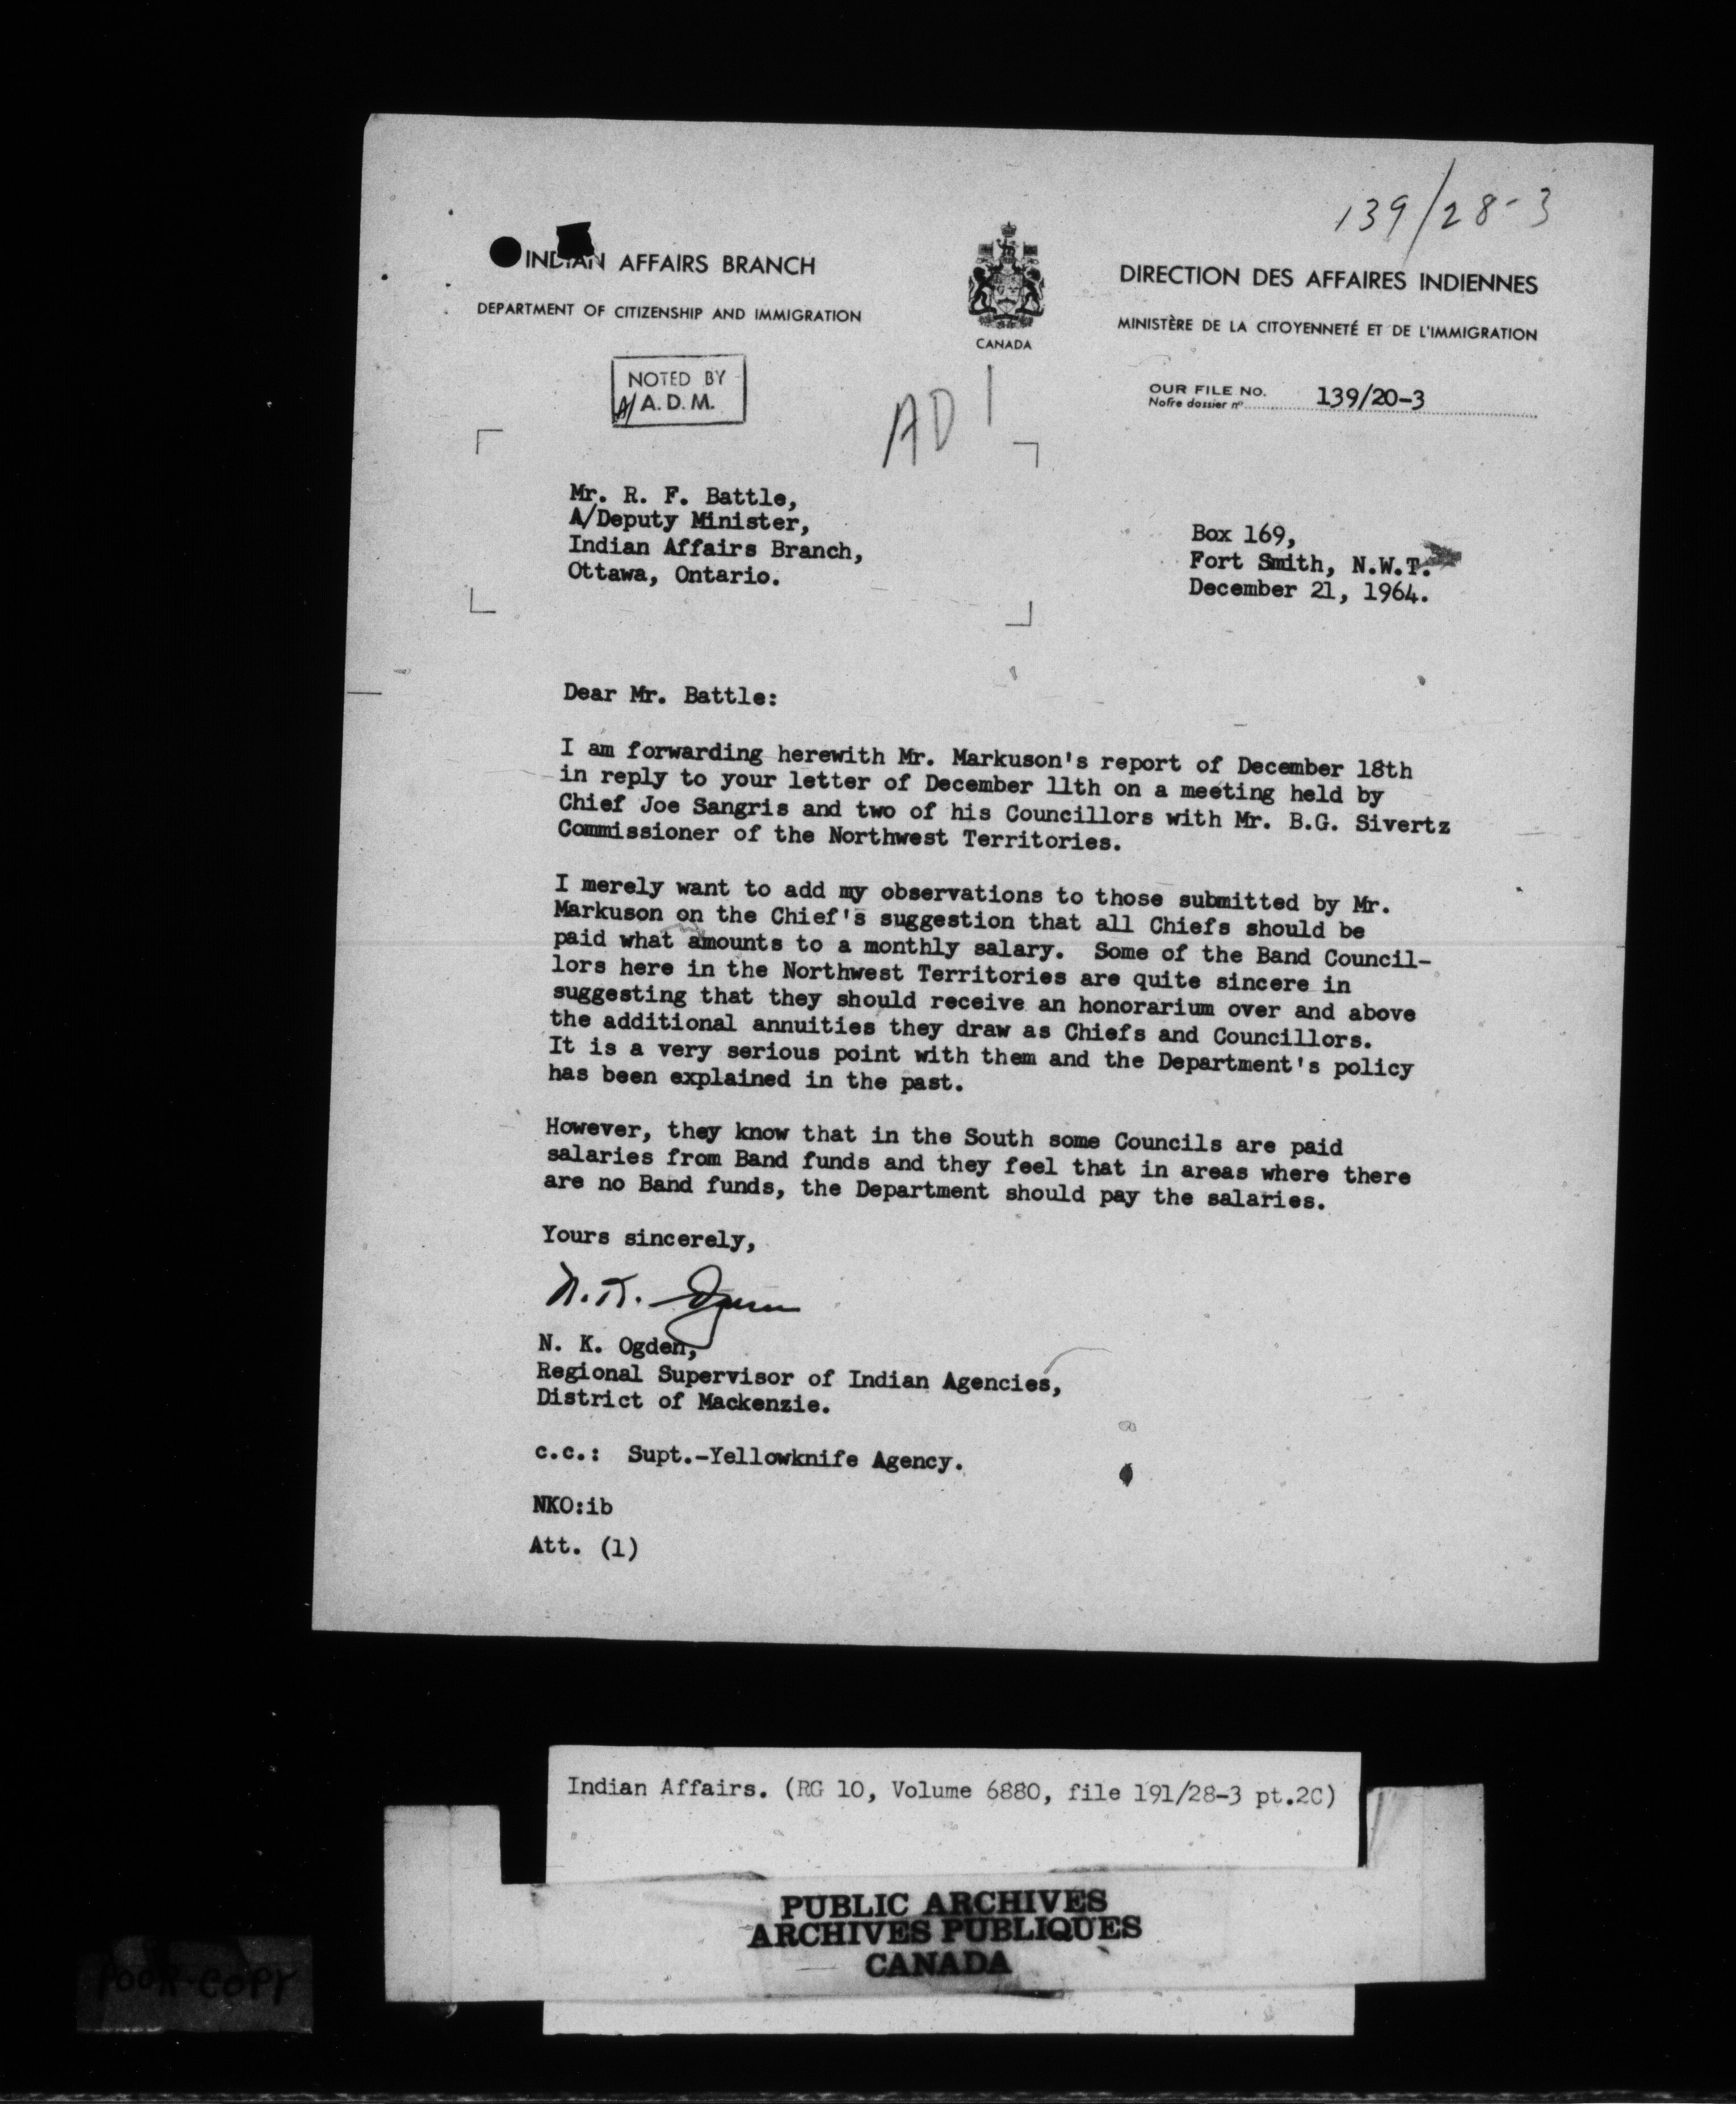 139/28-3
INDIAN AFFAIRS BRANCH
DEPARTMENT OF CITIZENSHIP AND IMMIGRATION
CANADA
DIRECTION DES AFFAIRES INDIENNES
MINISTÈRE DE LA CITOYENNETÉ ET DE L'IMMIGRATION
NOTED BY
A/ A.D.M.
AD1
OUR FILE NO.
Notre dossier nº
139/20-3
Mr. R. F. Battle,
A/Deputy Minister,
Indian Affairs Branch,
Ottawa, Ontario.
Box 169,
Fort Smith, N.W.T.
December 21, 1964.
Dear Mr. Battle:
I am forwarding herewith Mr. Markuson's report of December 18th
in reply to your letter of December 11th on a meeting held by
Chief Joe Sangris and two of his Councillors with Mr. B.G. Sivertz
Commissioner of the Northwest Territories.
I merely want to add my observations to those submitted by Mr.
Markuson on the Chief's suggestion that all Chiefs should be
paid what amounts to a monthly salary. Some of the Band Council-
lors here in the Northwest Territories are quite sincere in
suggesting that they should receive an honorarium over and above
the additional annuities they draw as Chiefs and Councillors.
It is a very serious point with them and the Department's policy
has been explained in the past.
However, they know that in the South some Councils are paid
salaries from Band funds and they feel that in areas where there
are no Band funds, the Department should pay the salaries.
Yours sincerely,
N. K. Ogden
N. K. Ogden,
Regional Supervisor of Indian Agencies,
District of Mackenzie.
c.c.: Supt.-Yellowknife Agency.
NKO:ib
Att. (1)
Indian Affairs. (RG 10, Volume 6880, file 191/28-3 pt.2C)
PUBLIC ARCHIVES
ARCHIVES PUBLIQUES
CANADA
POOR COPY